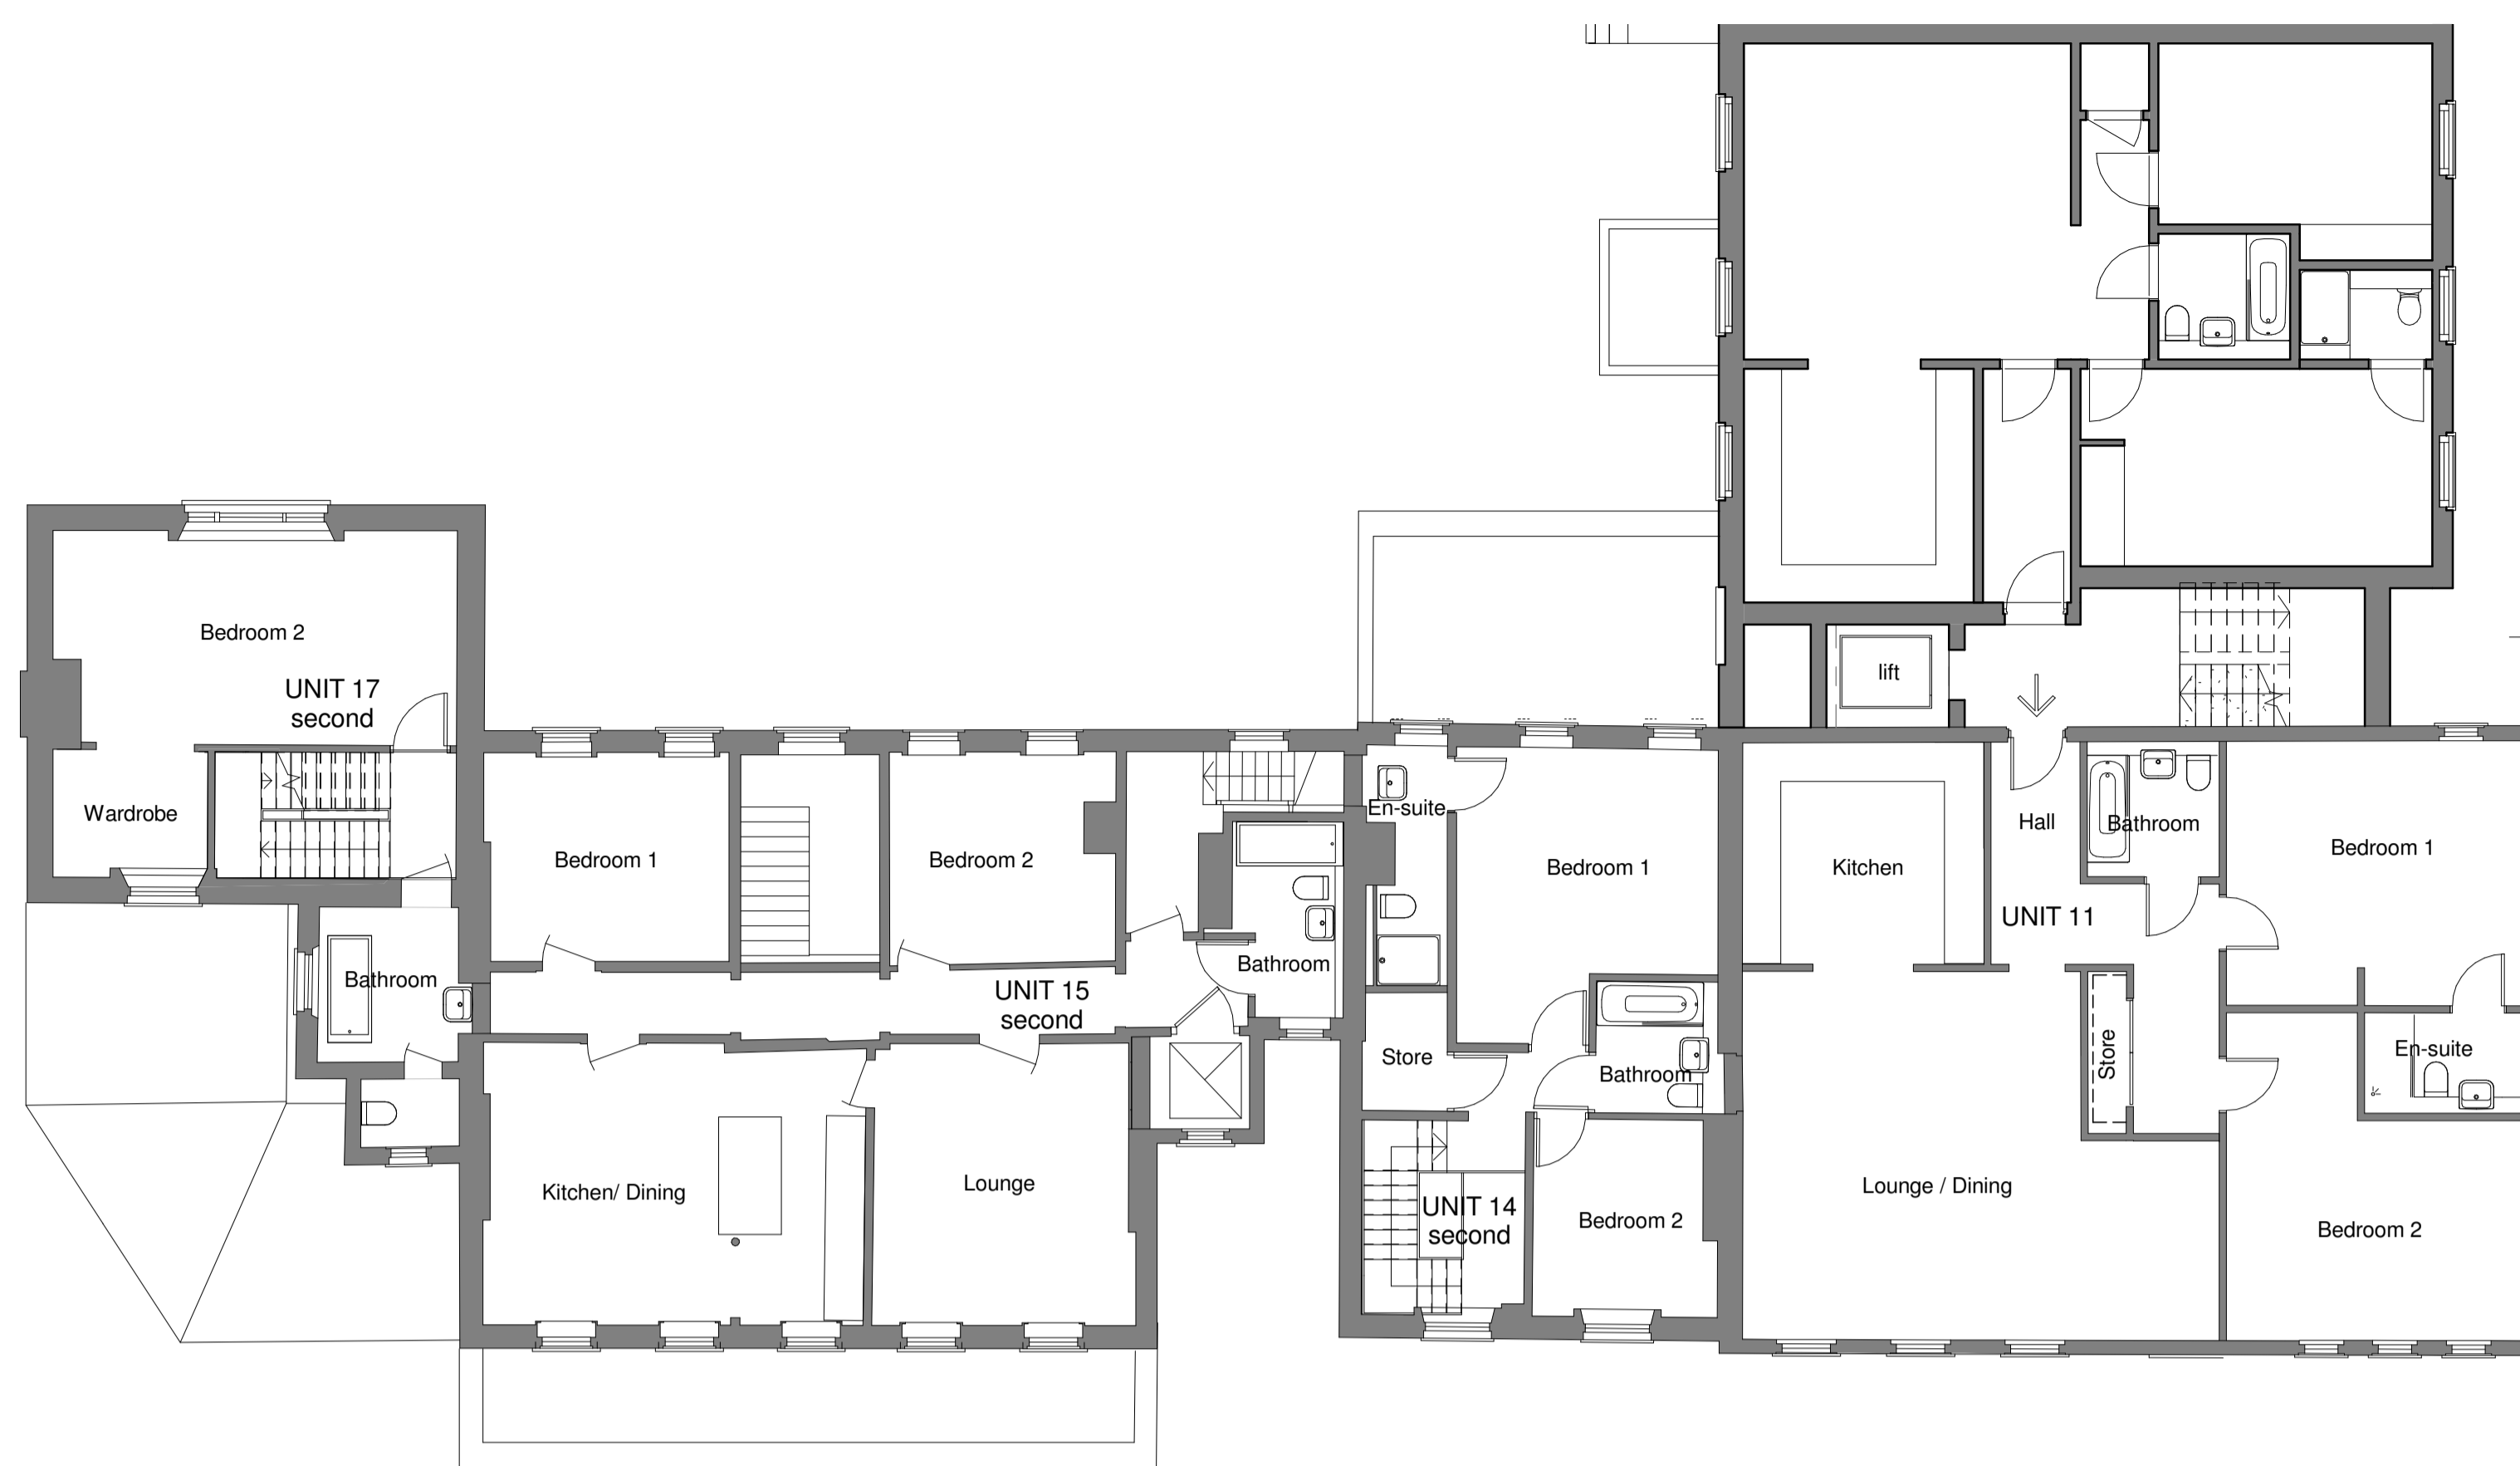 Bedroom 2
UNIT 17
second
Wardrobe
Bathroom
Bedroom 1
Bedroom 2
UNIT 15
second
Bathroom
Kitchen/ Dining
Lounge
En-suite
Bedroom 1
Store
Bathroom
UNIT 14
second
Bedroom 2
lift
Kitchen
Hall
Bathroom
Bedroom 1
UNIT 11
Store
En-suite
Lounge / Dining
Bedroom 2